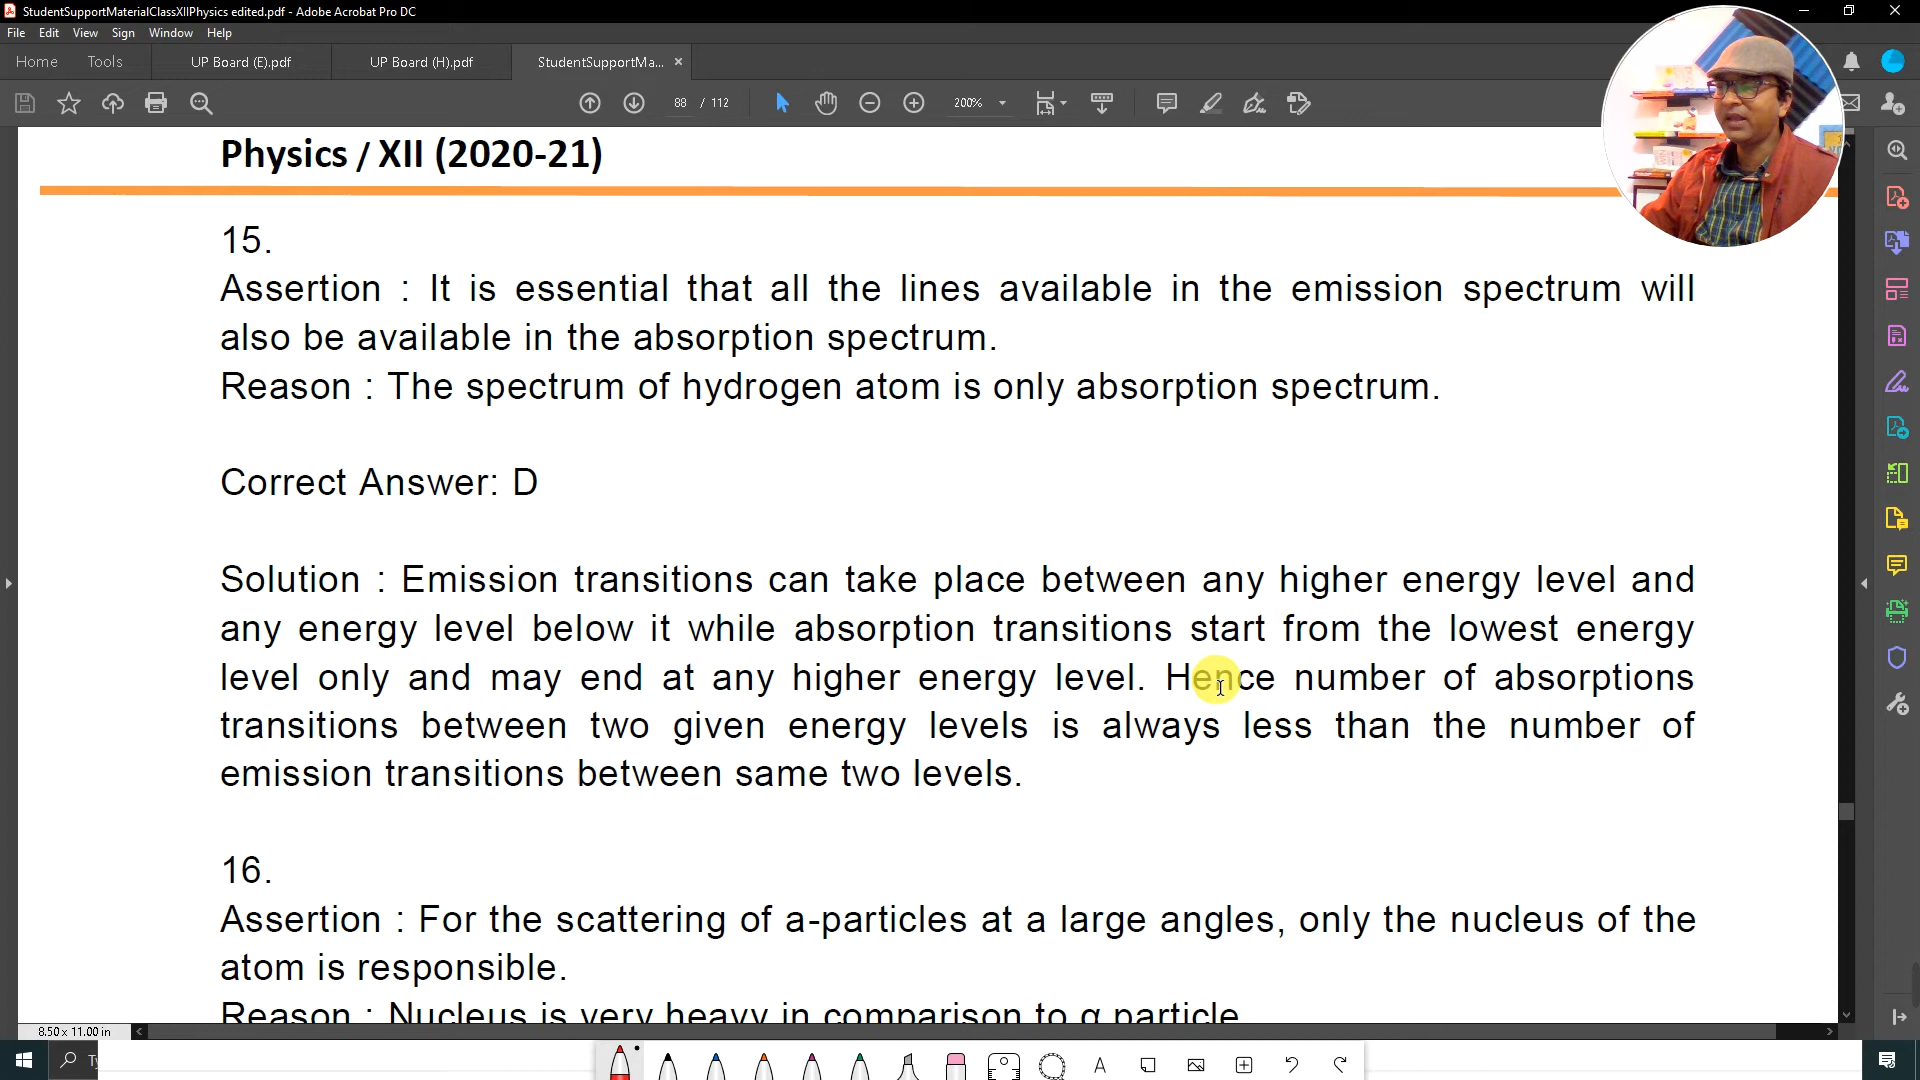 StudentSupportMaterialClassXIIPhysics edited.pdf - Adobe Acrobat Pro DC
File Edit View Sign Window Help
Home Tools UP Board (E).pdf UP Board (H).pdf StudentSupportMa... ×
88 / 112 200%
Physics / XII (2020-21)
15.
Assertion : It is essential that all the lines available in the emission spectrum will
also be available in the absorption spectrum.
Reason : The spectrum of hydrogen atom is only absorption spectrum.
Correct Answer: D
Solution : Emission transitions can take place between any higher energy level and
any energy level below it while absorption transitions start from the lowest energy
level only and may end at any higher energy level. Hence number of absorptions
transitions between two given energy levels is always less than the number of
emission transitions between same two levels.
16.
Assertion : For the scattering of a-particles at a large angles, only the nucleus of the
atom is responsible.
Reason : Nucleus is very heavy in comparison to α particle
8.50 x 11.00 in